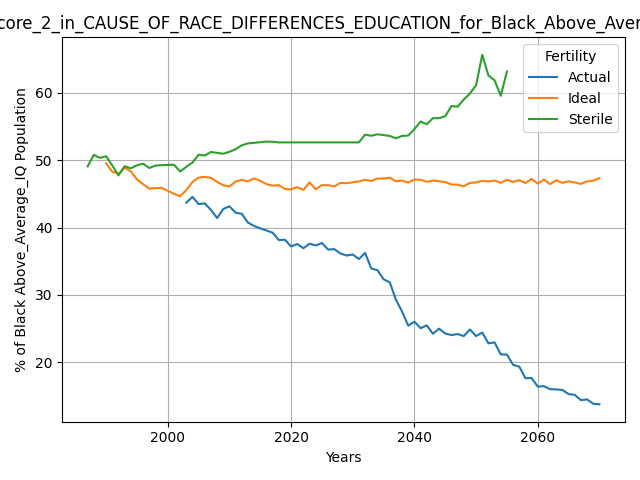 core_2_in_CAUSE_OF_RACE_DIFFERENCES_EDUCATION_for_Black_Above_Aver
Fertility
Actual
Ideal
Sterile
% of Black Above_Average_IQ Population
60
50
40
30
20
2000 2020 2040 2060
Years